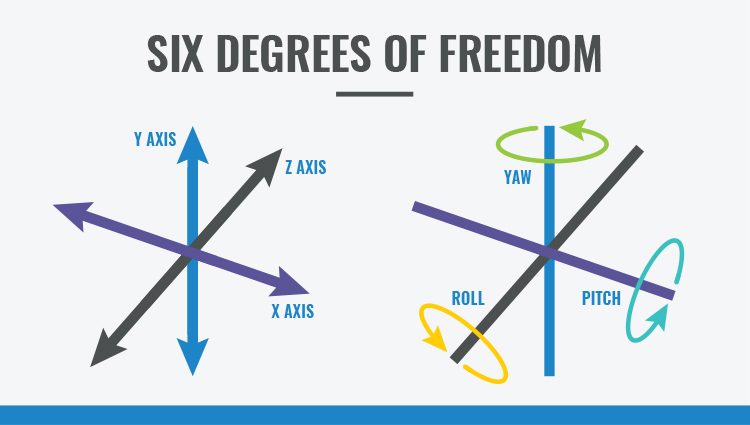 SIX DEGREES OF FREEDOM
Y AXIS
Z AXIS
X AXIS
YAW
ROLL
PITCH